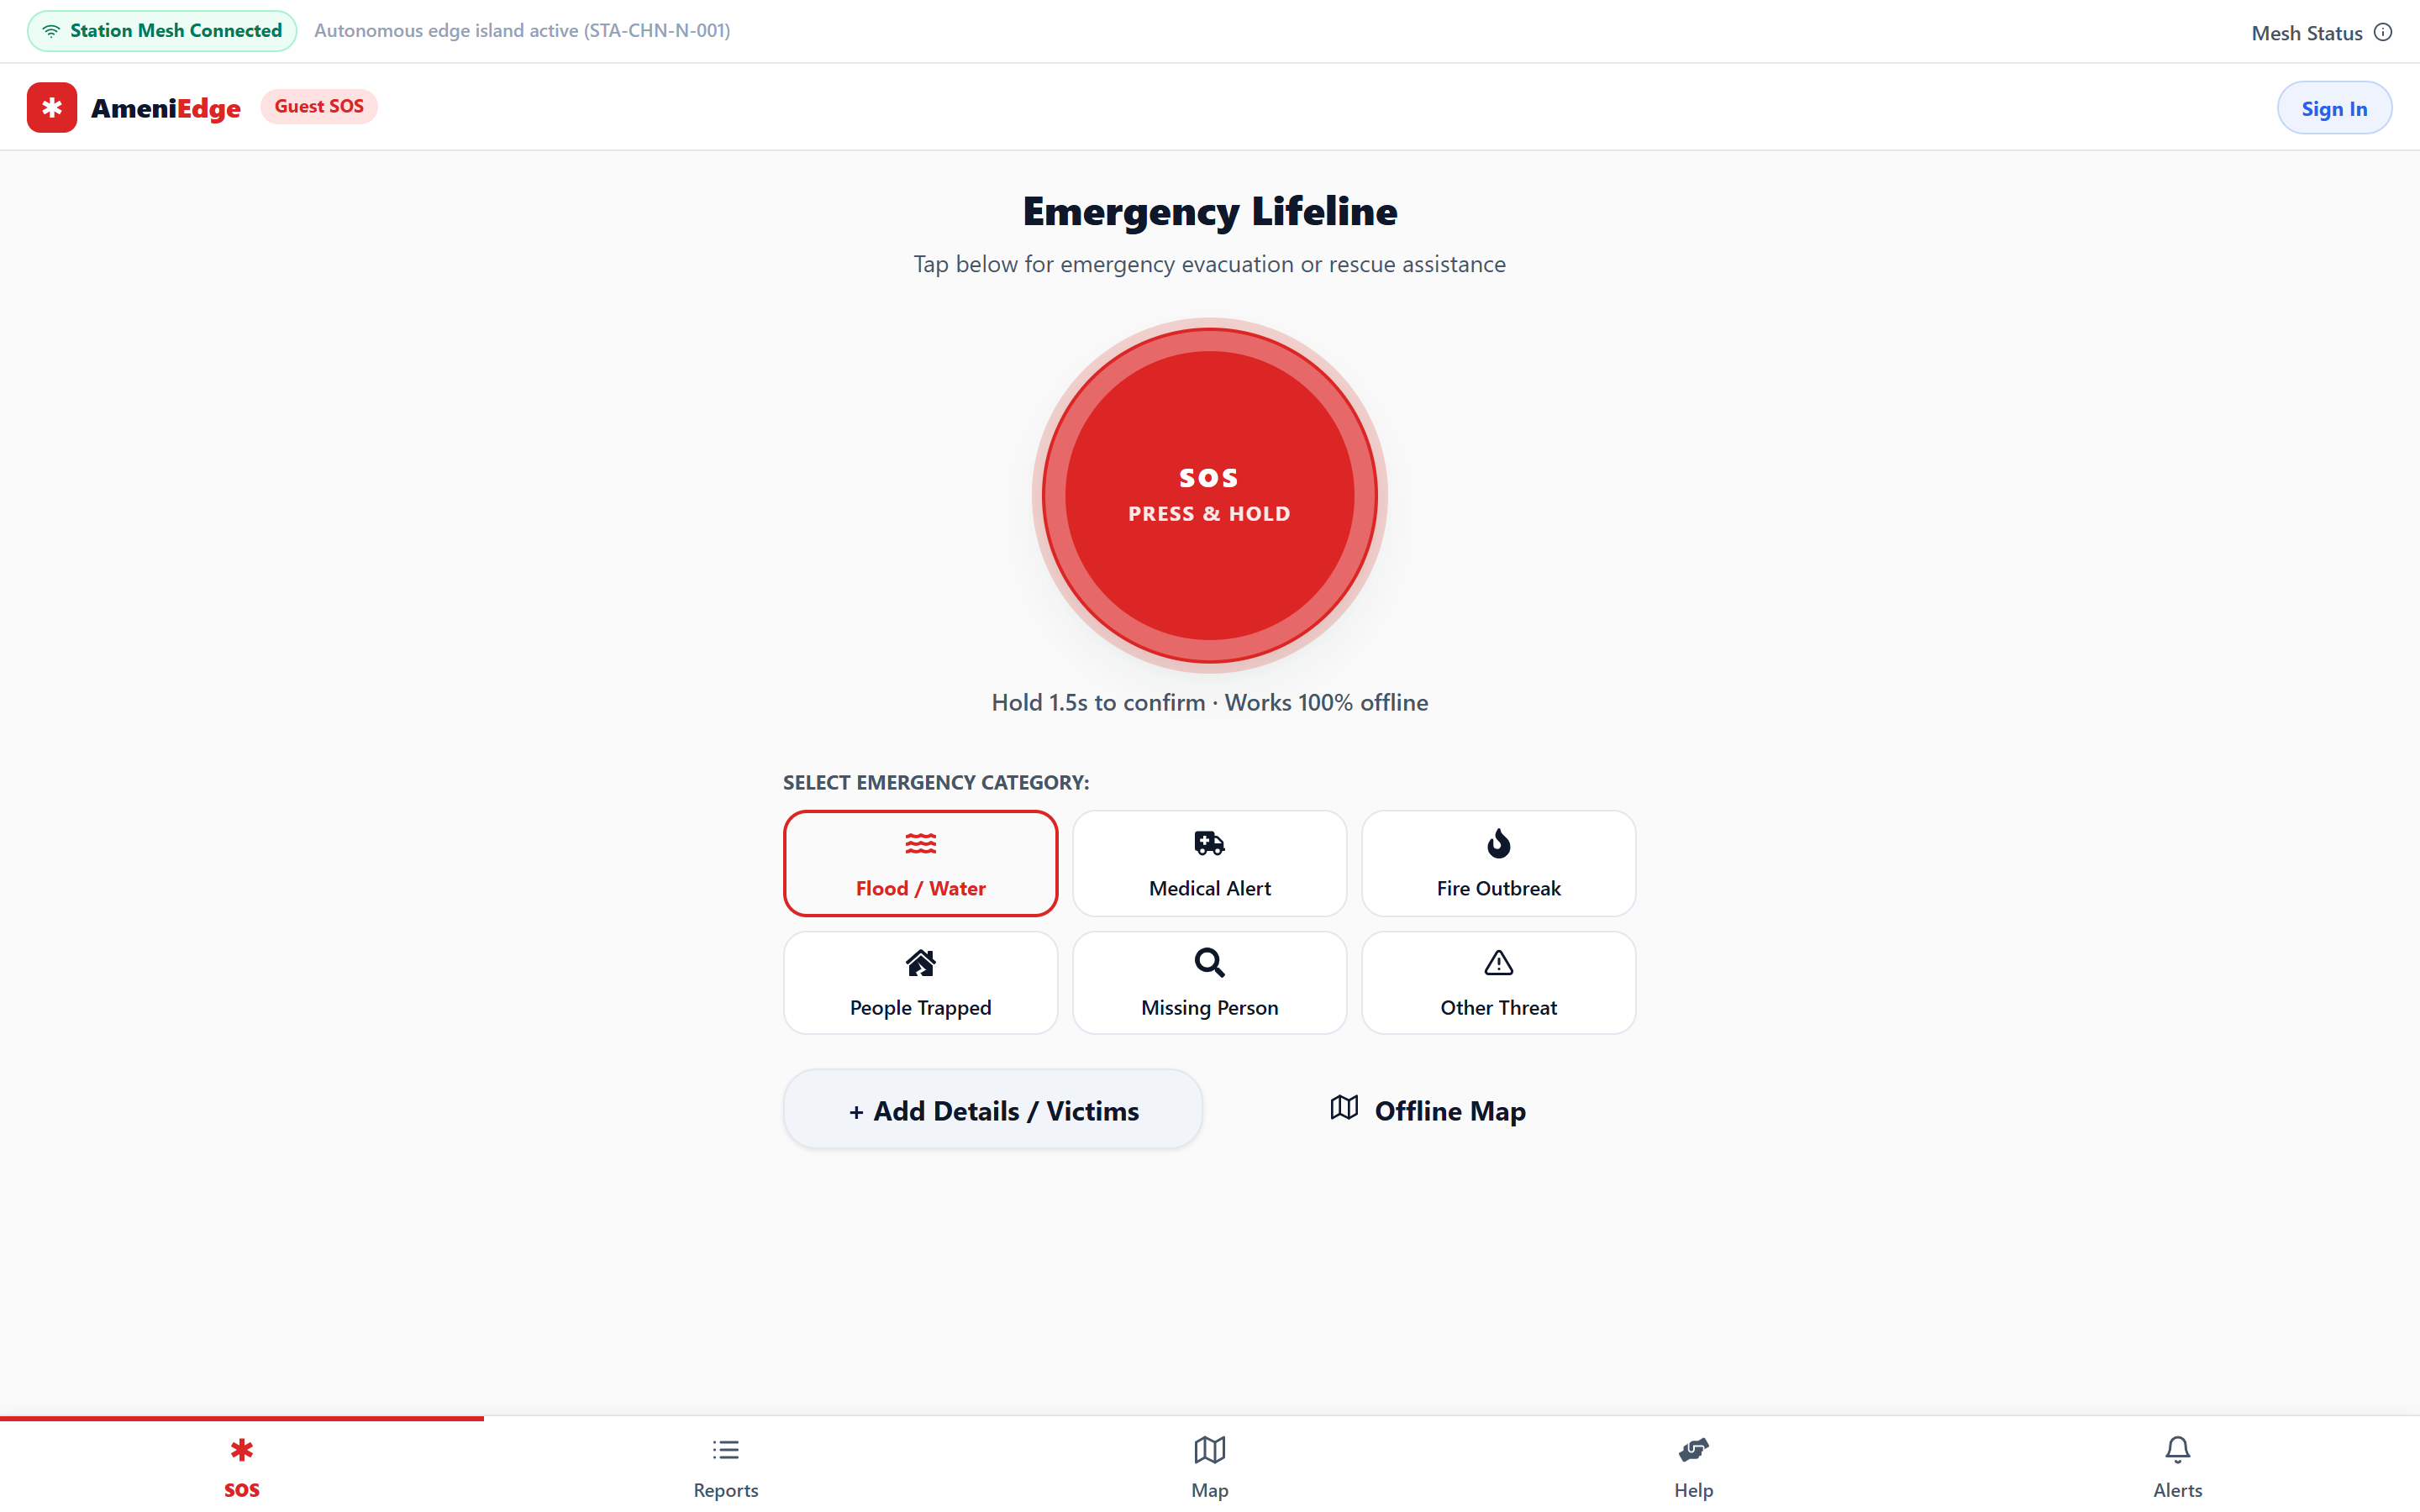 Station Mesh Connected
Autonomous edge island active (STA-CHN-N-001)
Mesh Status
AmeniEdge
Guest SOS
Sign In
Emergency Lifeline
Tap below for emergency evacuation or rescue assistance
SOS
PRESS & HOLD
Hold 1.5s to confirm · Works 100% offline
SELECT EMERGENCY CATEGORY:
Flood / Water
Medical Alert
Fire Outbreak
People Trapped
Missing Person
Other Threat
+ Add Details / Victims
Offline Map
SOS
Reports
Map
Help
Alerts